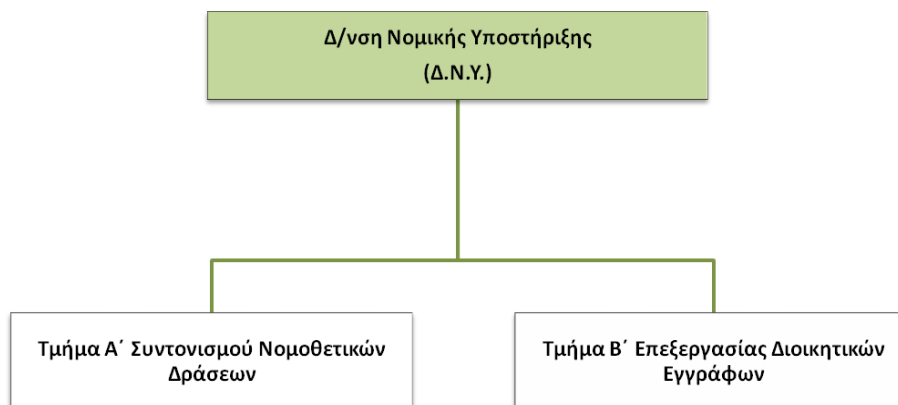 Δ/νση Νομικής Υποστήριξης
(Δ.Ν.Υ.)
Τμήμα Α΄ Συντονισμού Νομοθετικών
Δράσεων
Τμήμα Β΄ Επεξεργασίας Διοικητικών
Εγγράφων